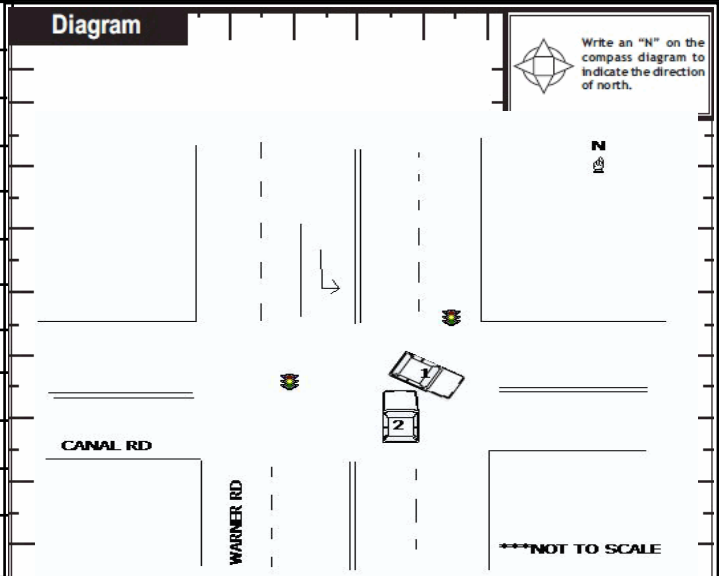 Diagram
Write an “N” on the
compass diagram to
indicate the direction
of north.
N
1
2
CANAL RD
WARNER RD
***NOT TO SCALE